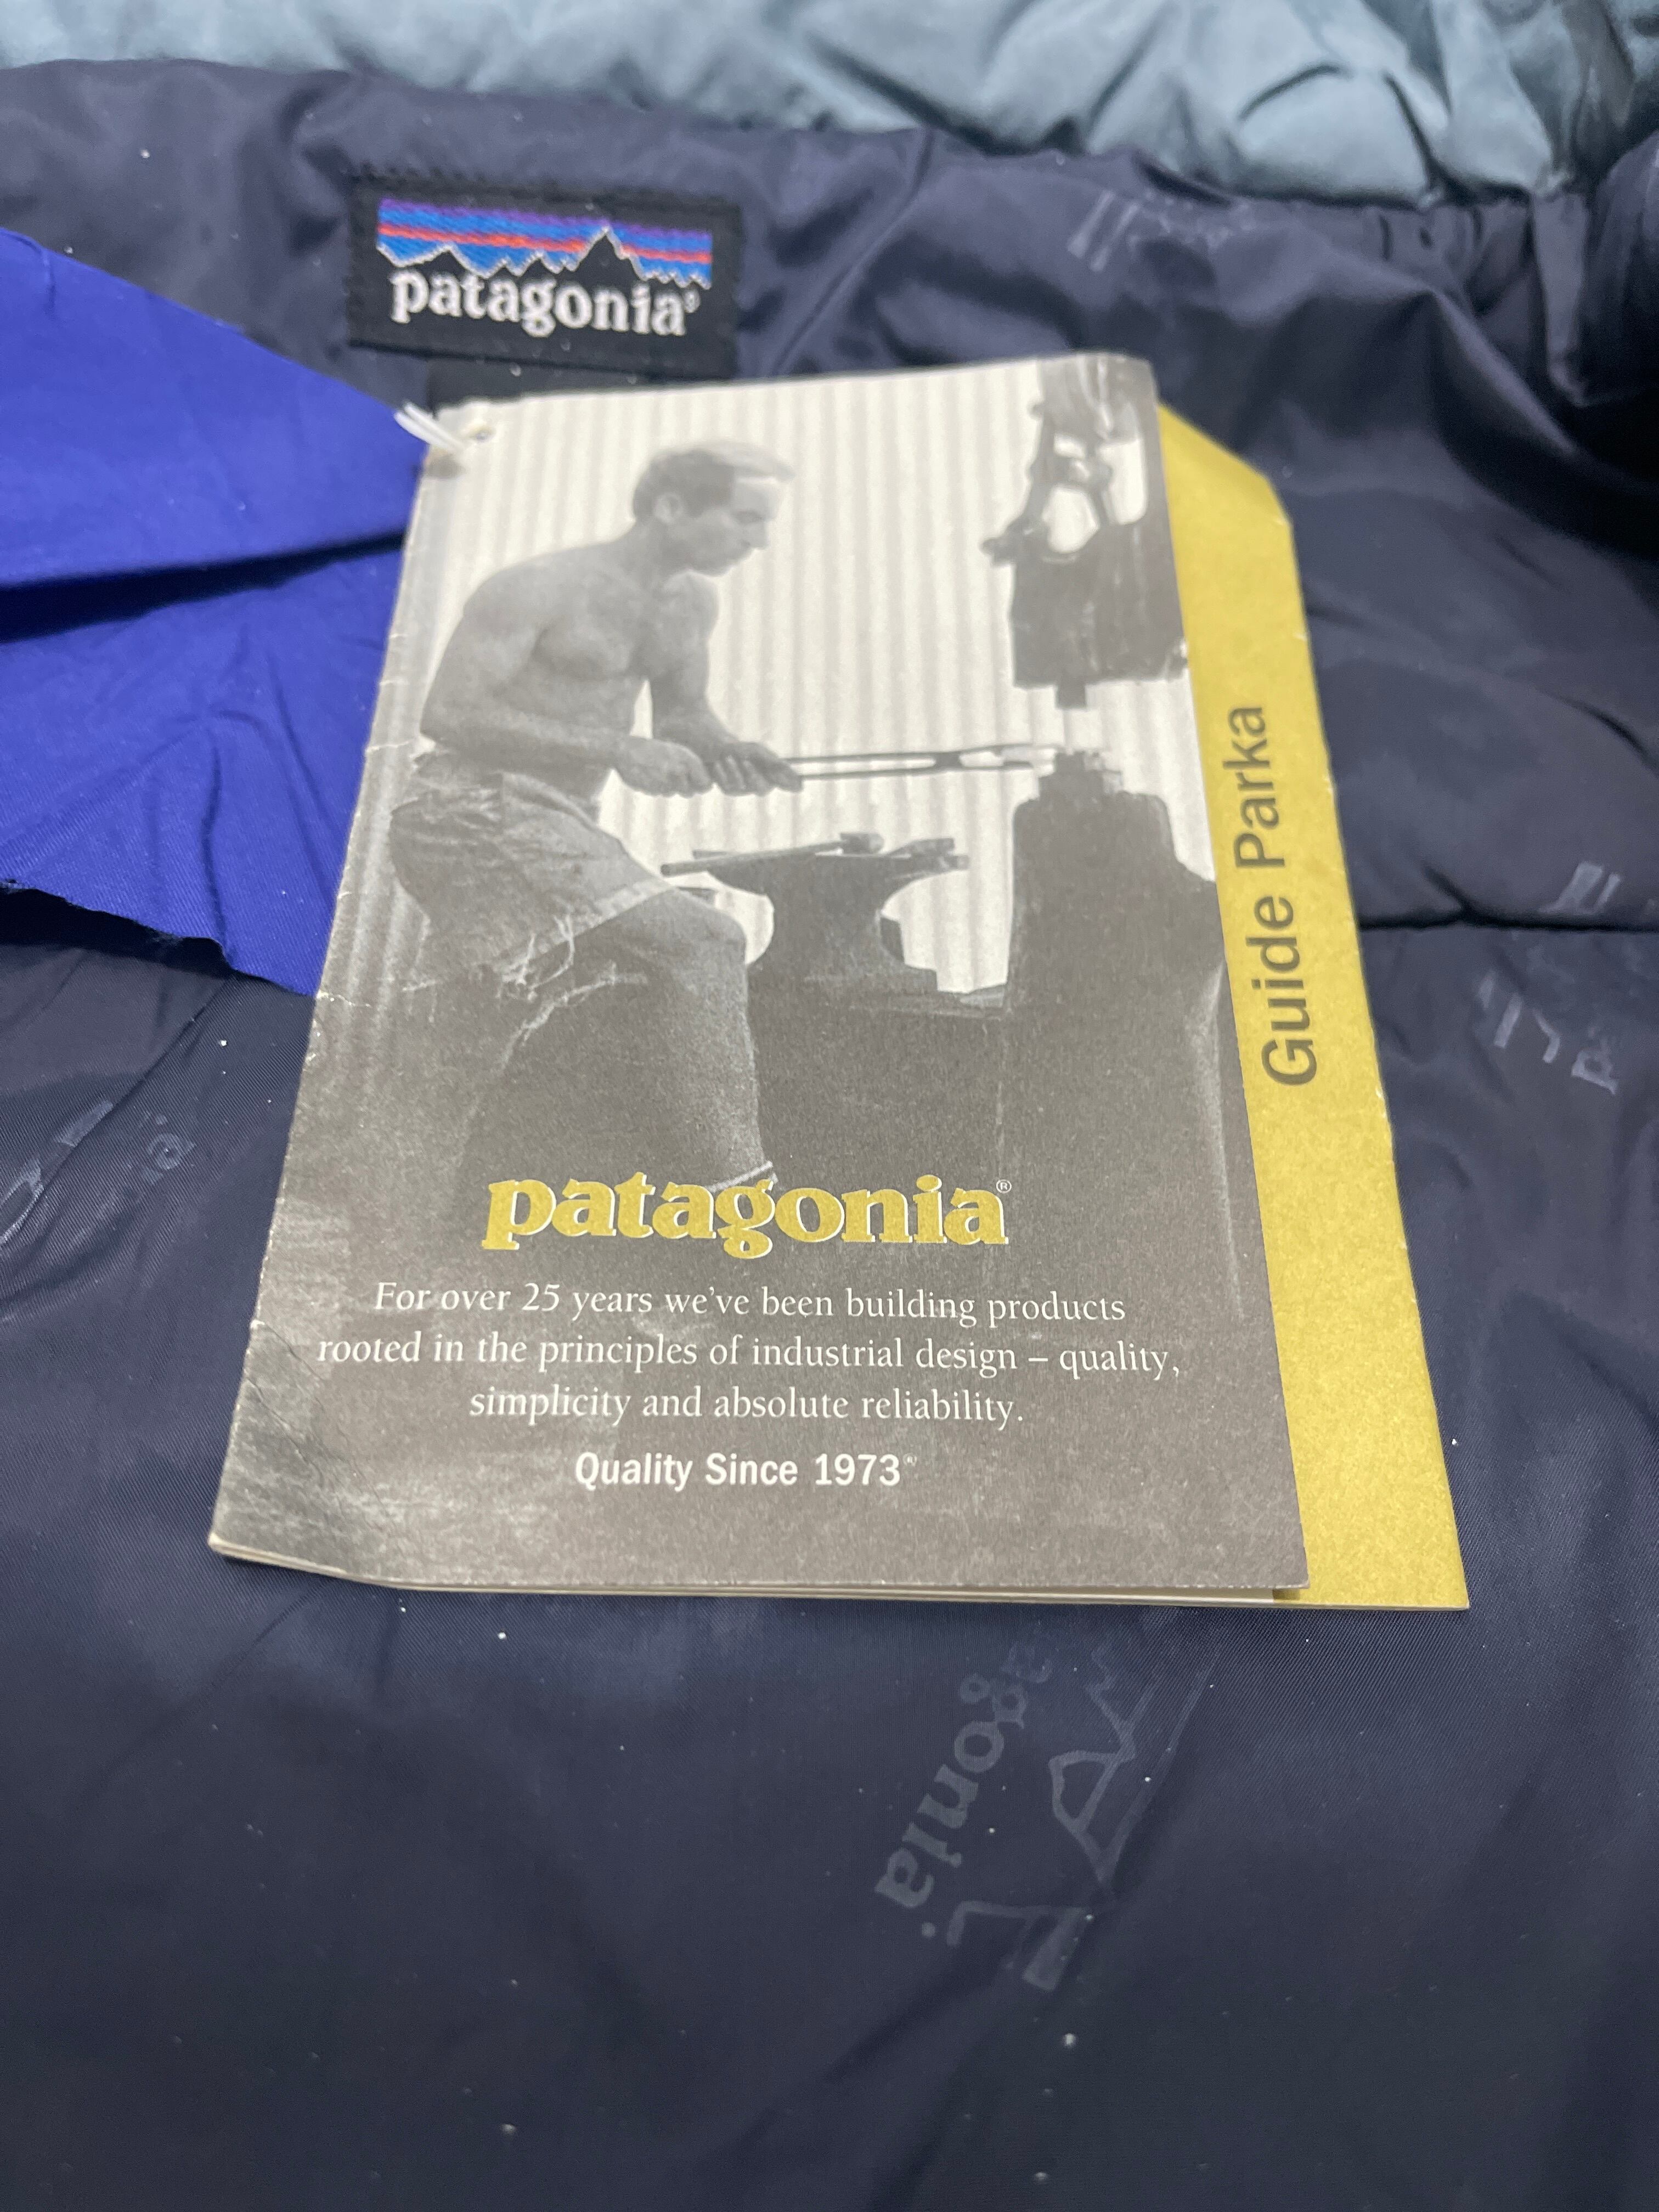 patagonia®
Guide Parka
patagonia®
For over 25 years we've been building products
rooted in the principles of industrial design – quality,
simplicity and absolute reliability.
Quality Since 1973
agonia